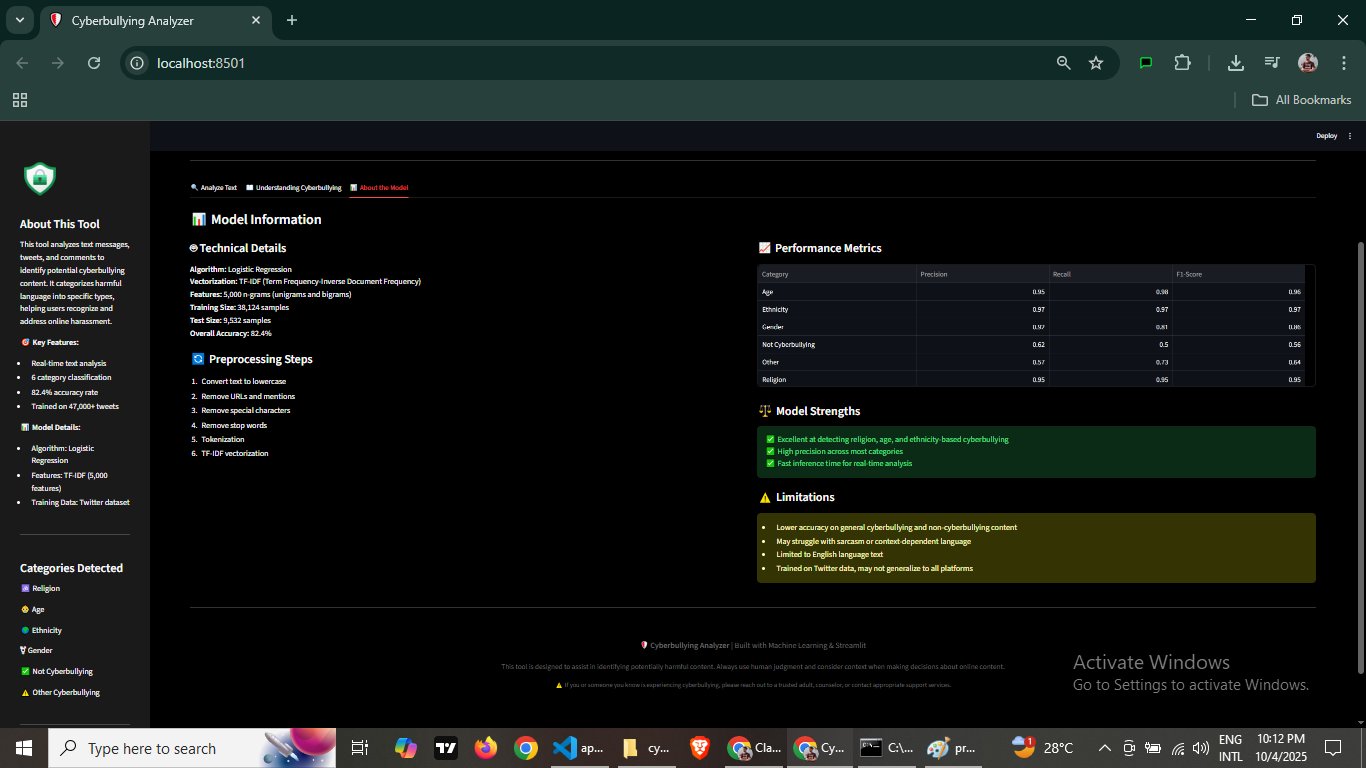 Cyberbullying Analyzer
localhost:8501
All Bookmarks
Deploy
About This Tool
This tool analyzes text messages,
tweets, and comments to
identify potential cyberbullying
content. It categorizes harmful
language into specific types,
helping users recognize and
address online harassment.
Key Features:
Real-time text analysis
6 category classification
82.4% accuracy rate
Trained on 47,000+ tweets
Model Details:
Algorithm: Logistic
Regression
Features: TF-IDF (5,000
features)
Training Data: Twitter dataset
Categories Detected
Religion
Age
Ethnicity
Gender
Not Cyberbullying
Other Cyberbullying
Analyze Text Understanding Cyberbullying About the Model
Model Information
Technical Details
Algorithm: Logistic Regression
Vectorization: TF-IDF (Term Frequency-Inverse Document Frequency)
Features: 5,000 n-grams (unigrams and bigrams)
Training Size: 38,124 samples
Test Size: 9,532 samples
Overall Accuracy: 82.4%
Preprocessing Steps
1. Convert text to lowercase
2. Remove URLs and mentions
3. Remove special characters
4. Remove stop words
5. Tokenization
6. TF-IDF vectorization
Performance Metrics
Category Precision Recall F1-Score
Age 0.95 0.98 0.96
Ethnicity 0.97 0.97 0.97
Gender 0.92 0.81 0.86
Not Cyberbullying 0.62 0.5 0.56
Other 0.57 0.73 0.64
Religion 0.95 0.95 0.95
Model Strengths
Excellent at detecting religion, age, and ethnicity-based cyberbullying
High precision across most categories
Fast inference time for real-time analysis
Limitations
Lower accuracy on general cyberbullying and non-cyberbullying content
May struggle with sarcasm or context-dependent language
Limited to English language text
Trained on Twitter data, may not generalize to all platforms
Cyberbullying Analyzer | Built with Machine Learning & Streamlit
This tool is designed to assist in identifying potentially harmful content. Always use human judgment and consider context when making decisions about online content.
If you or someone you know is experiencing cyberbullying, please reach out to a trusted adult, counselor, or contact appropriate support services.
Activate Windows
Go to Settings to activate Windows.
Type here to search
ap...
cy...
Cla...
Cy...
C:\...
pr...
1
28°C
ENG
INTL
10:12 PM
10/4/2025